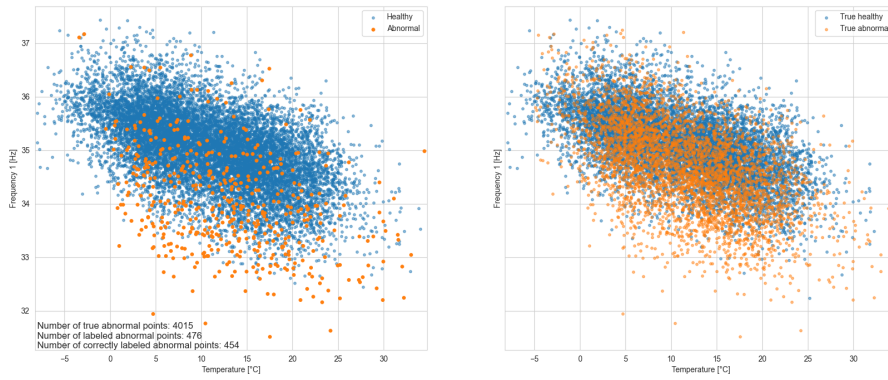 Healthy
Abnormal
37
36
35
34
33
32
Frequency 1 [Hz]
Number of true abnormal points: 4015
Number of labeled abnormal points: 476
Number of correctly labeled abnormal points: 454
−5 0 5 10 15 20 25 30
Temperature [°C]
True healthy
True abnormal
Frequency 1 [Hz]
−5 0 5 10 15 20 25 30
Temperature [°C]